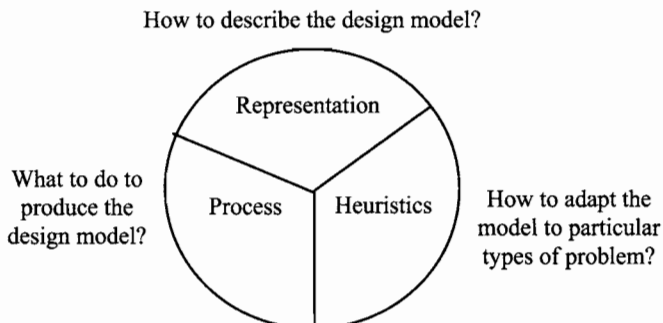 How to describe the design model?
Representation
What to do to
produce the
design model?
Process
Heuristics
How to adapt the
model to particular
types of problem?